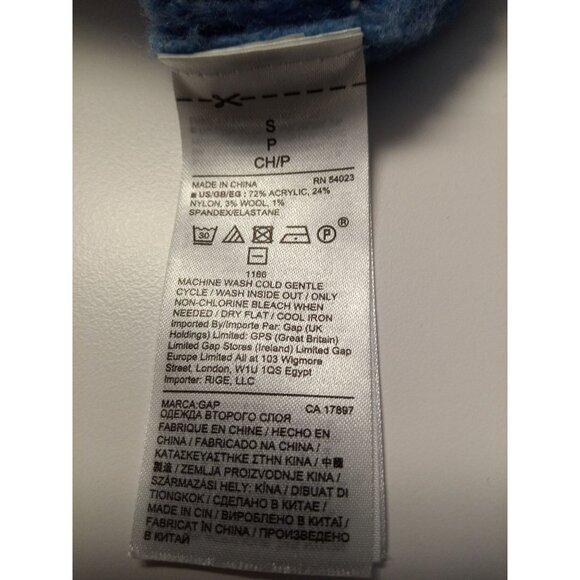 S
P
CH/P
MADE IN CHINA RN 54023
US/GB/EG : 72% ACRYLIC, 24%
NYLON, 3% WOOL, 1%
SPANDEX/ELASTANE
30 P ®
1186
MACHINE WASH COLD GENTLE
CYCLE / WASH INSIDE OUT / ONLY
NON-CHLORINE BLEACH WHEN
NEEDED / DRY FLAT / COOL IRON
Imported By/Importe Par: Gap (UK
Holdings) Limited: GPS (Great Britain)
Limited Gap Stores (Ireland) Limited Gap
Europe Limited All at 103 Wigmore
Street, London, W1U 1QS Egypt
Importer: RIGE, LLC
MARCA:GAP CA 17897
ОДЕЖДА ВТОРОГО СЛОЯ
FABRIQUE EN CHINE / HECHO EN
CHINA / FABRICADO NA CHINA /
ΚΑΤΑΣΚΕΥΑΣΤΗΚΕ ΣΤΗΝ ΚΙΝΑ / 中國
製造 / ZEMLJA PROIZVODNJE KINA /
SZÁRMAZÁSI HELY: KÍNA / DIBUAT DI
TIONGKOK / СДЕЛАНО В КИТАЕ /
MADE IN CIN / ВИРОБЛЕНО В КИТАЇ /
FABRICAT ÎN CHINA / ПРОИЗВЕДЕНО
В КИТАЙ